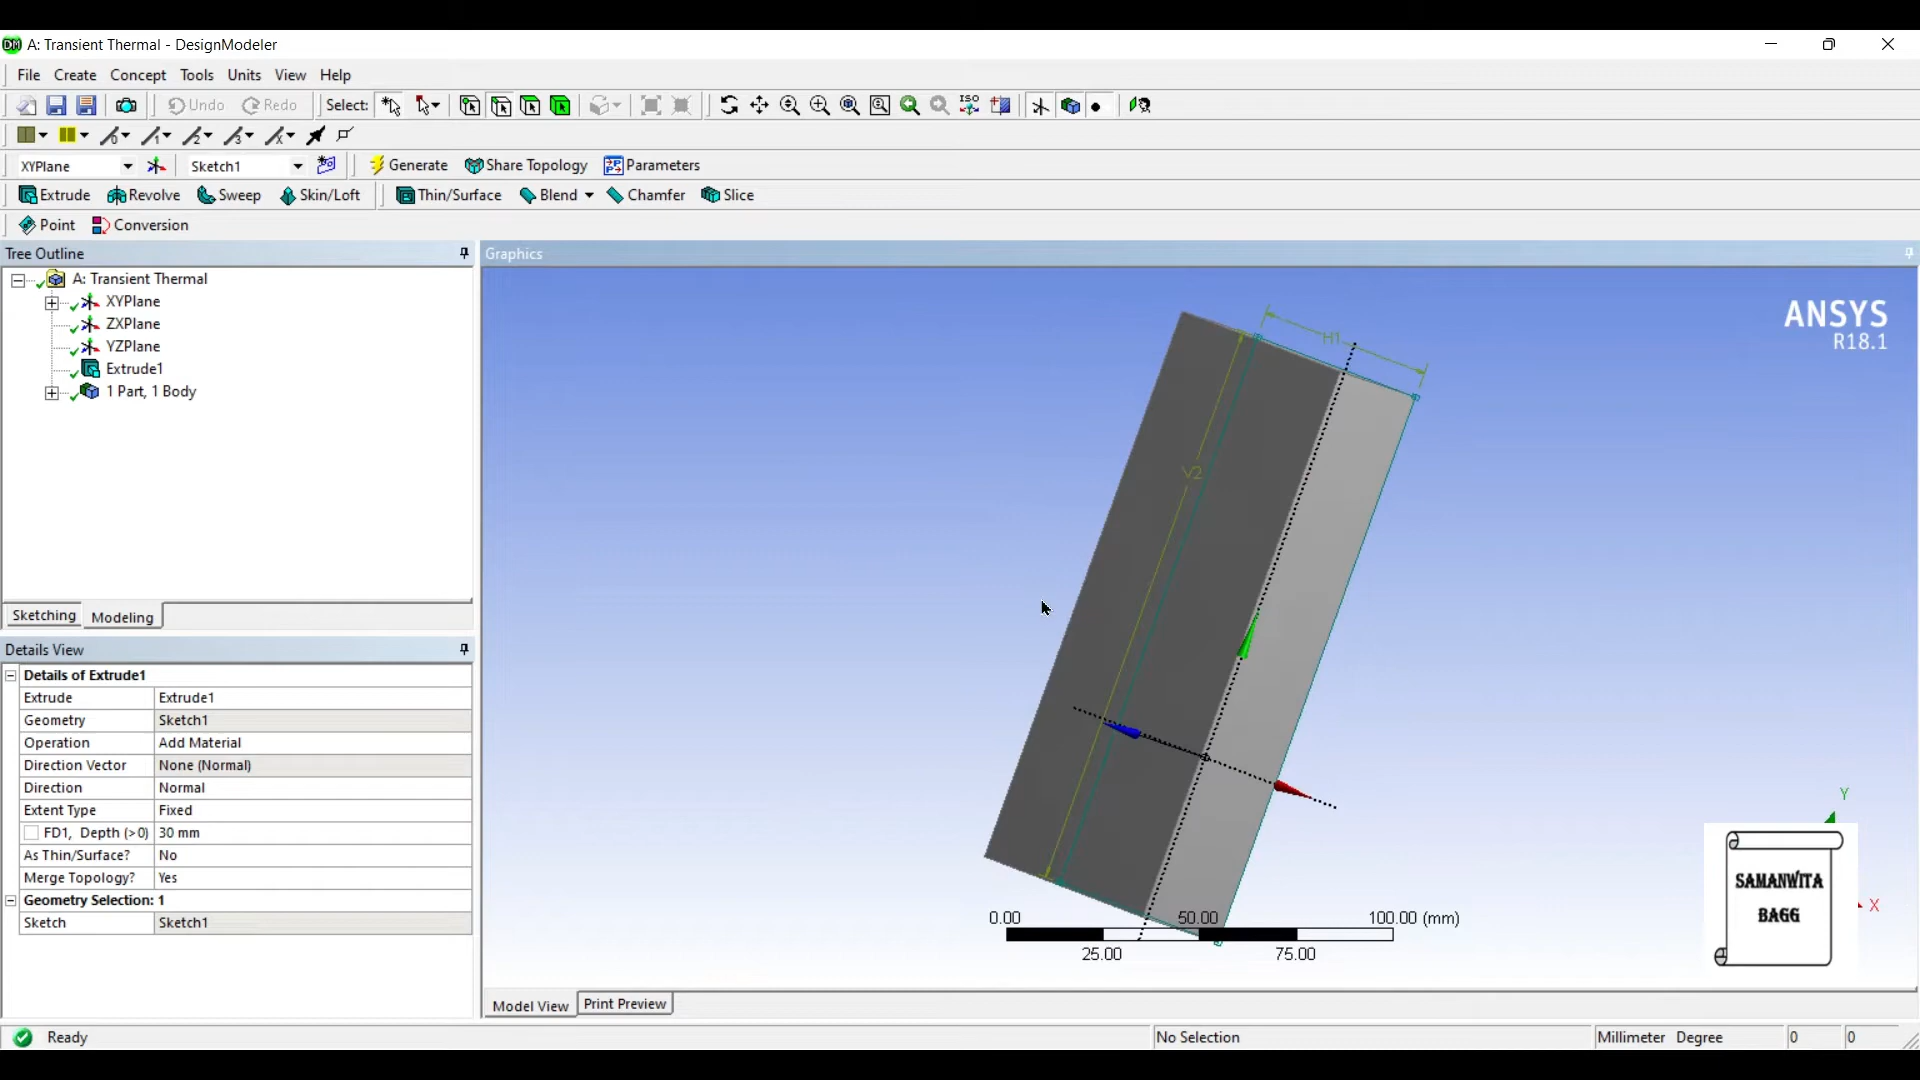 A: Transient Thermal - DesignModeler
File Create Concept Tools Units View Help
Undo Redo Select: ISO
XYPlane Sketch1 Generate Share Topology Parameters
Extrude Revolve Sweep Skin/Loft Thin/Surface Blend Chamfer Slice
Point Conversion
Tree Outline
A: Transient Thermal
XYPlane
ZXPlane
YZPlane
Extrude1
1 Part, 1 Body
Sketching Modeling
Details View
Details of Extrude1
Extrude Extrude1
Geometry Sketch1
Operation Add Material
Direction Vector None (Normal)
Direction Normal
Extent Type Fixed
FD1, Depth (>0) 30 mm
As Thin/Surface? No
Merge Topology? Yes
Geometry Selection: 1
Sketch Sketch1
Graphics
ANSYS
R18.1
H1
V2
0.00 50.00 100.00 (mm)
25.00 75.00
Y
X
SAMANWITA
BAGG
Model View Print Preview
Ready No Selection Millimeter Degree 0 0